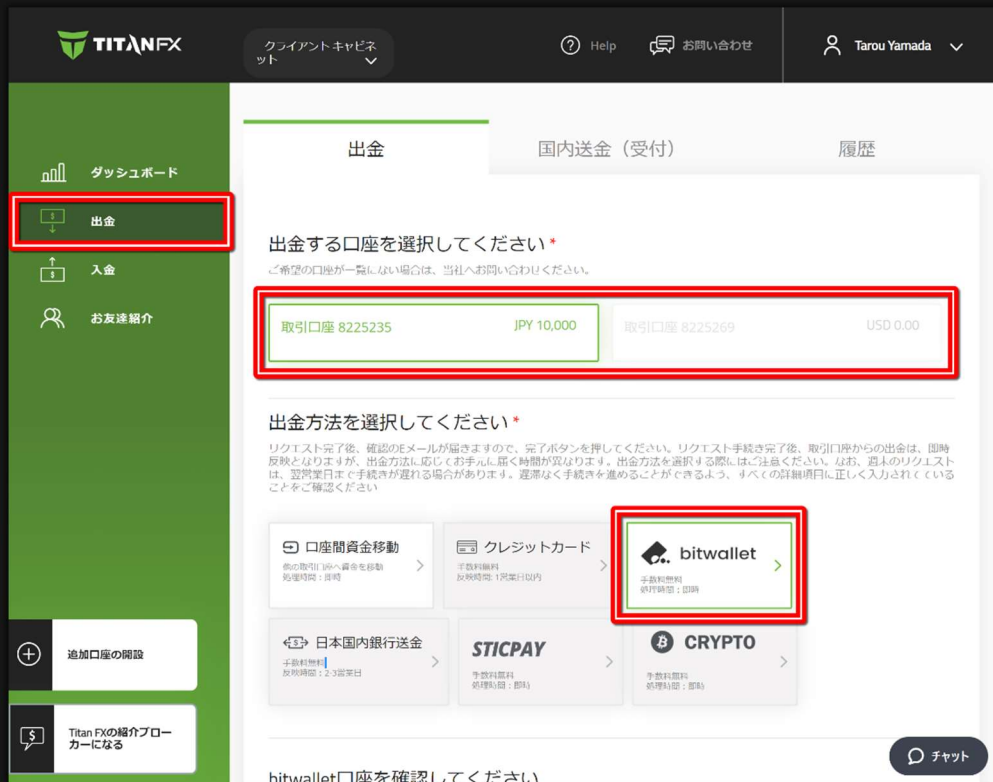 TITANFX
クライアントキャビネ
ット
Help
お問い合わせ
Tarou Yamada
ダッシュボード
出金
入金
お友達紹介
追加口座の開設
Titan FXの紹介ブロー
カーになる
出金
国内送金（受付）
履歴
出金する口座を選択してください*
ご希望の口座が一覧にない場合は、当社へお問い合わせください。
取引口座 8225235
JPY 10,000
取引口座 8225269
USD 0.00
出金方法を選択してください*
リクエスト完了後、確認のEメールが届きますので、完了ボタンを押してください。リクエスト手続き完了後、取引口座からの出金は、即時
反映となりますが、出金方法に応じてお手元に届く時間が異なります。出金方法を選択する際にはご注意ください。なお、週末のリクエスト
は、翌営業日まで手続きが遅れる場合があります。遅滞なく手続きを進めることができるよう、すべての詳細項目に正しく入力されている
ことをご確認ください
口座間資金移動
他の取引口座へ資金を移動
処理時間：即時
クレジットカード
手数料無料
反映時間: 1営業日以内
bitwallet
手数料無料
処理時間：即時
日本国内銀行送金
手数料無料
反映時間：2-3営業日
STICPAY
手数料無料
処理時間：即時
CRYPTO
手数料無料
処理時間：即時
bitwallet口座を確認してください
チャット